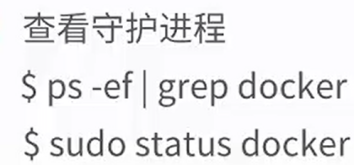 查看守护进程
$ ps -ef | grep docker
$ sudo status docker